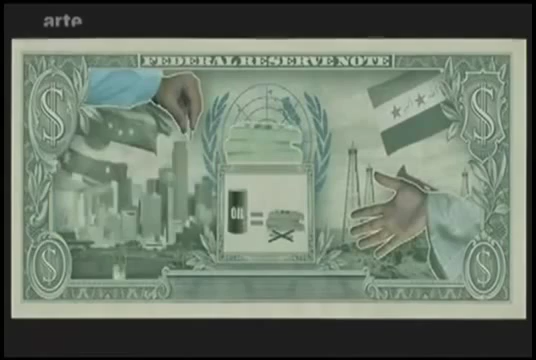 arte
FEDERAL RESERVE NOTE
$ $
OIL =
$ $